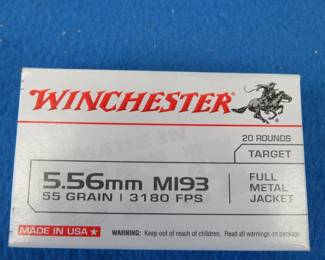 WINCHESTER
20 ROUNDS
TARGET
5.56mm M193
55 GRAIN | 3180 FPS
FULL
METAL
JACKET
MADE IN USA
WARNING: Keep out of reach of children. Read all warnings on package.